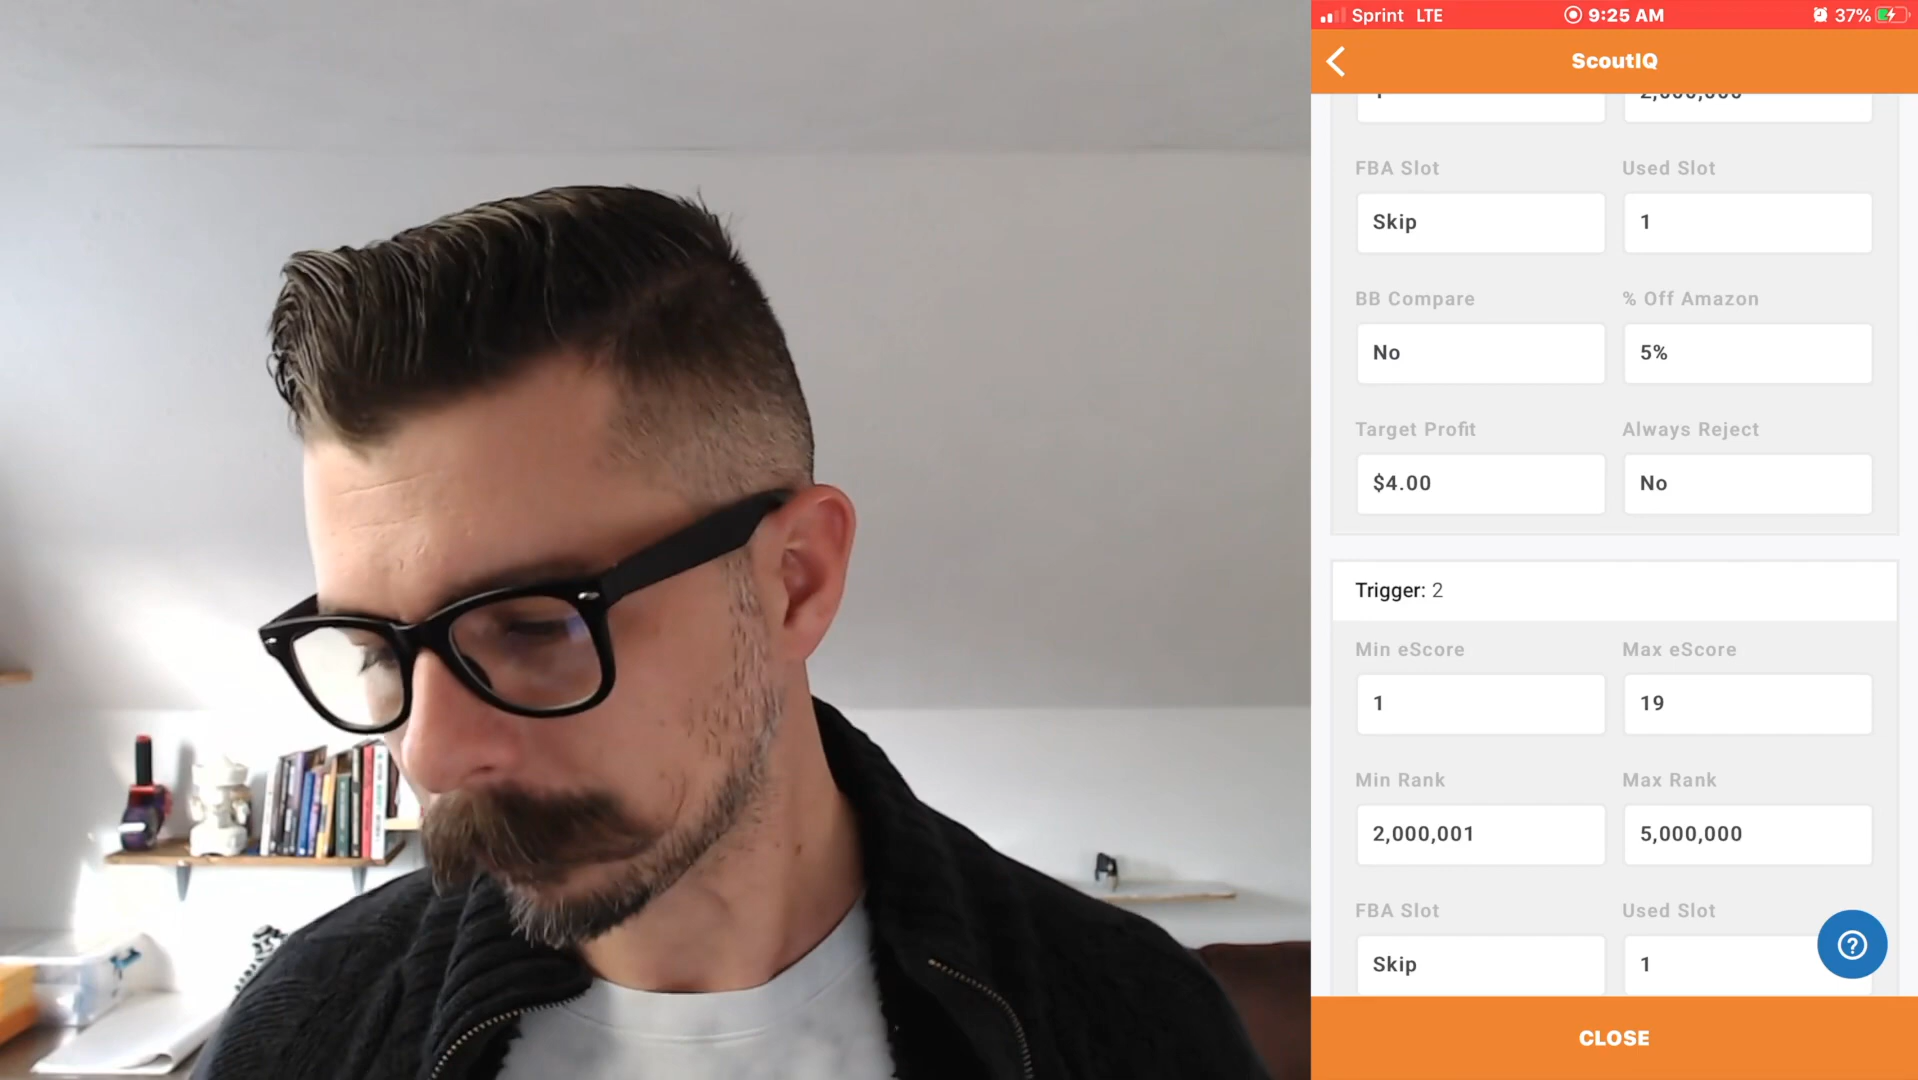 Sprint LTE 9:25 AM 37%
ScoutIQ
FBA Slot Used Slot
Skip 1
BB Compare % Off Amazon
No 5%
Target Profit Always Reject
$4.00 No
Trigger: 2
Min eScore Max eScore
1 19
Min Rank Max Rank
2,000,001 5,000,000
FBA Slot Used Slot
Skip 1
CLOSE